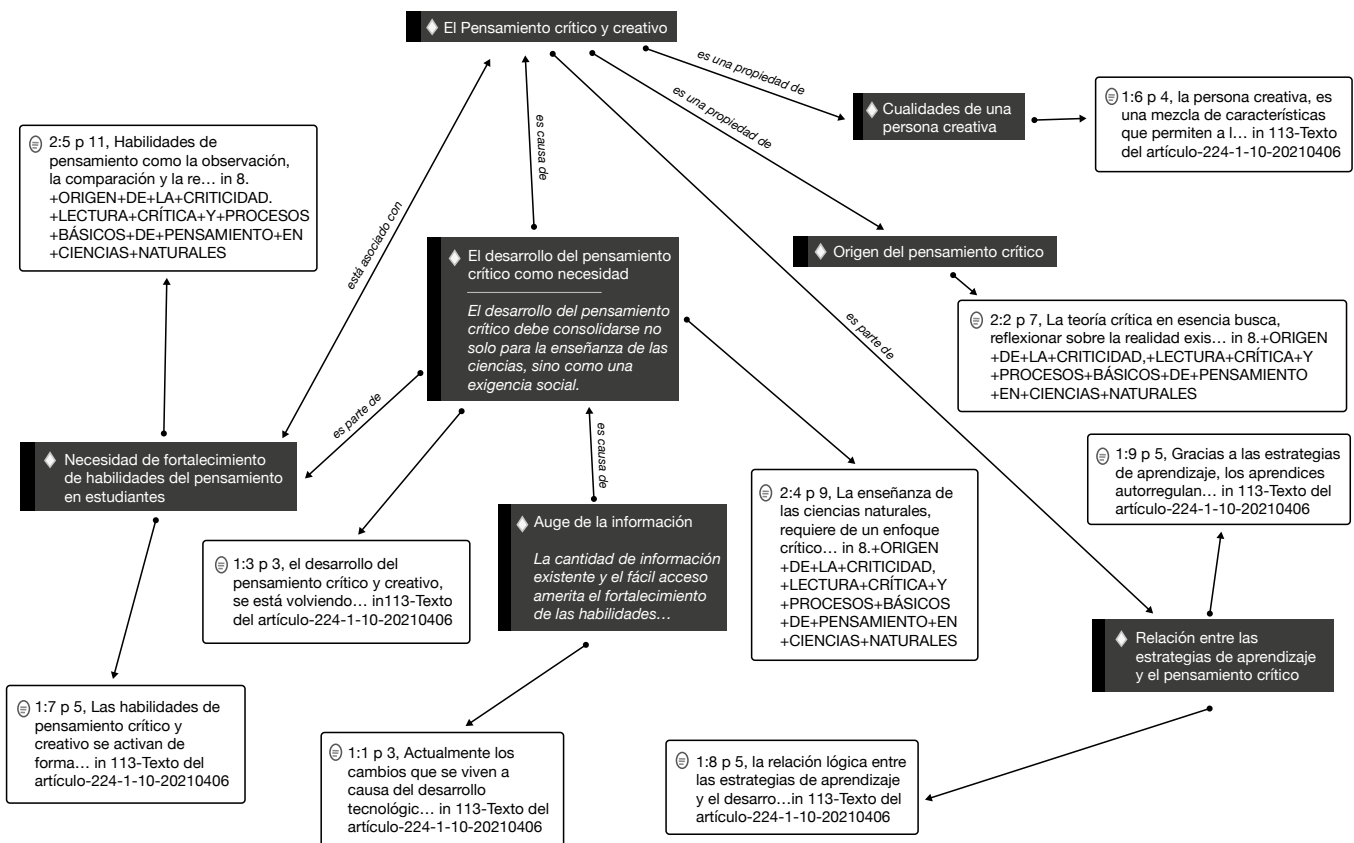 El Pensamiento crítico y creativo
es una propiedad de
Cualidades de una
persona creativa
1:6 p 4, la persona creativa, es
una mezcla de características
que permiten a l... in 113-Texto
del artículo-224-1-10-20210406
es una propiedad de
es causa de
2:5 p 11, Habilidades de
pensamiento como la observación,
la comparación y la re... in 8.
+ORIGEN+DE+LA+CRITICIDAD.
+LECTURA+CRÍTICA+Y+PROCESOS
+BÁSICOS+DE+PENSAMIENTO+EN
+CIENCIAS+NATURALES
está asociado con
El desarrollo del pensamiento
crítico como necesidad
El desarrollo del pensamiento
crítico debe consolidarse no
solo para la enseñanza de las
ciencias, sino como una
exigencia social.
Origen del pensamiento crítico
2:2 p 7, La teoría crítica en esencia busca,
reflexionar sobre la realidad exis... in 8.+ORIGEN
+DE+LA+CRITICIDAD,+LECTURA+CRÍTICA+Y
+PROCESOS+BÁSICOS+DE+PENSAMIENTO
+EN+CIENCIAS+NATURALES
es parte de
es parte de
es causa de
Necesidad de fortalecimiento
de habilidades del pensamiento
en estudiantes
1:9 p 5, Gracias a las estrategias
de aprendizaje, los aprendices
autorregulan... in 113-Texto del
artículo-224-1-10-20210406
2:4 p 9, La enseñanza de
las ciencias naturales,
requiere de un enfoque
crítico... in 8.+ORIGEN
+DE+LA+CRITICIDAD,
+LECTURA+CRÍTICA+Y
+PROCESOS+BÁSICOS
+DE+PENSAMIENTO+EN
+CIENCIAS+NATURALES
Auge de la información
La cantidad de información
existente y el fácil acceso
amerita el fortalecimiento
de las habilidades...
1:3 p 3, el desarrollo del
pensamiento crítico y creativo,
se está volviendo... in113-Texto
del artículo-224-1-10-20210406
Relación entre las
estrategias de aprendizaje
y el pensamiento crítico
1:7 p 5, Las habilidades de
pensamiento crítico y
creativo se activan de
forma... in 113-Texto del
artículo-224-1-10-20210406
1:1 p 3, Actualmente los
cambios que se viven a
causa del desarrollo
tecnológic... in 113-Texto del
artículo-224-1-10-20210406
1:8 p 5, la relación lógica entre
las estrategias de aprendizaje
y el desarro...in 113-Texto del
artículo-224-1-10-20210406